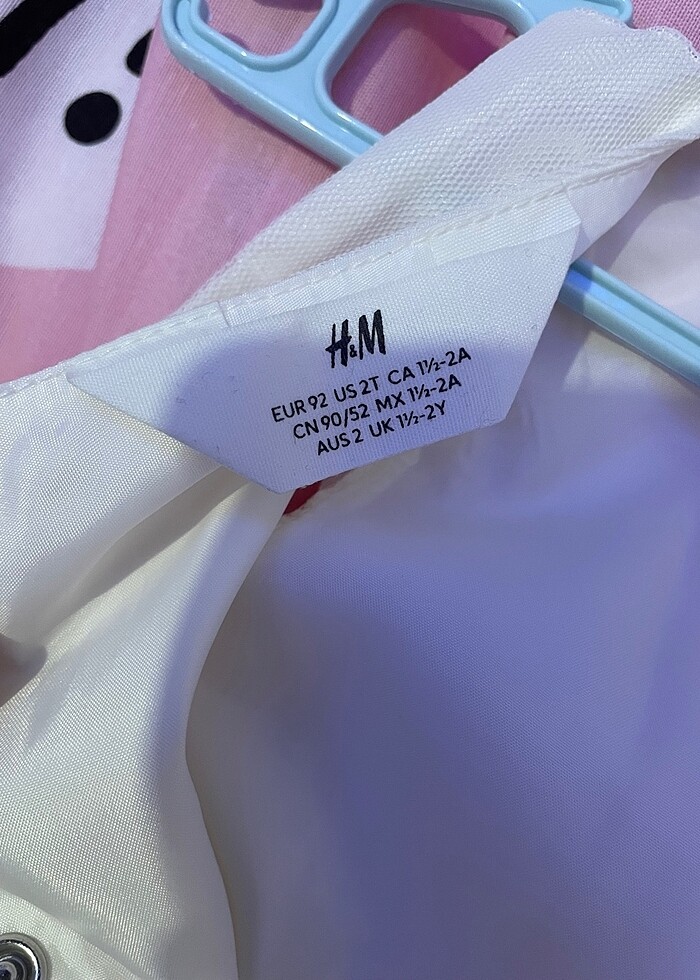 H&M
EUR 92 US 2T CA 1½-2A
CN 90/52 MX 1½-2A
AUS 2 UK 1½-2Y